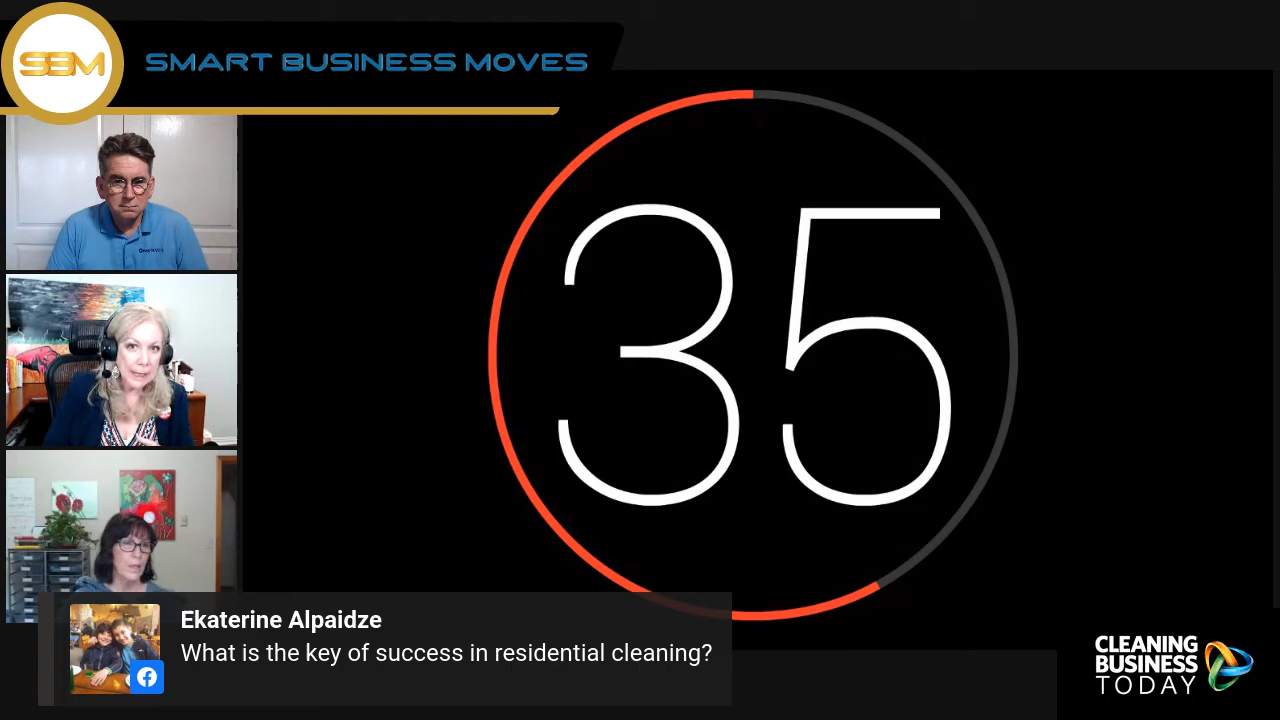 SBM
SMART BUSINESS MOVES
35
Ekaterine Alpaidze
What is the key of success in residential cleaning?
CLEANING
BUSINESS
TODAY